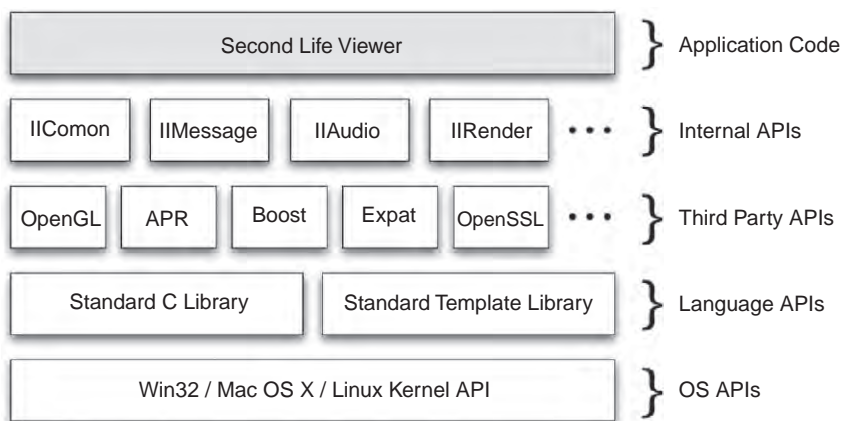 Second Life Viewer } Application Code
IIComon IIMessage IIAudio IIRender ••• } Internal APIs
OpenGL APR Boost Expat OpenSSL ••• } Third Party APIs
Standard C Library Standard Template Library } Language APIs
Win32 / Mac OS X / Linux Kernel API } OS APIs